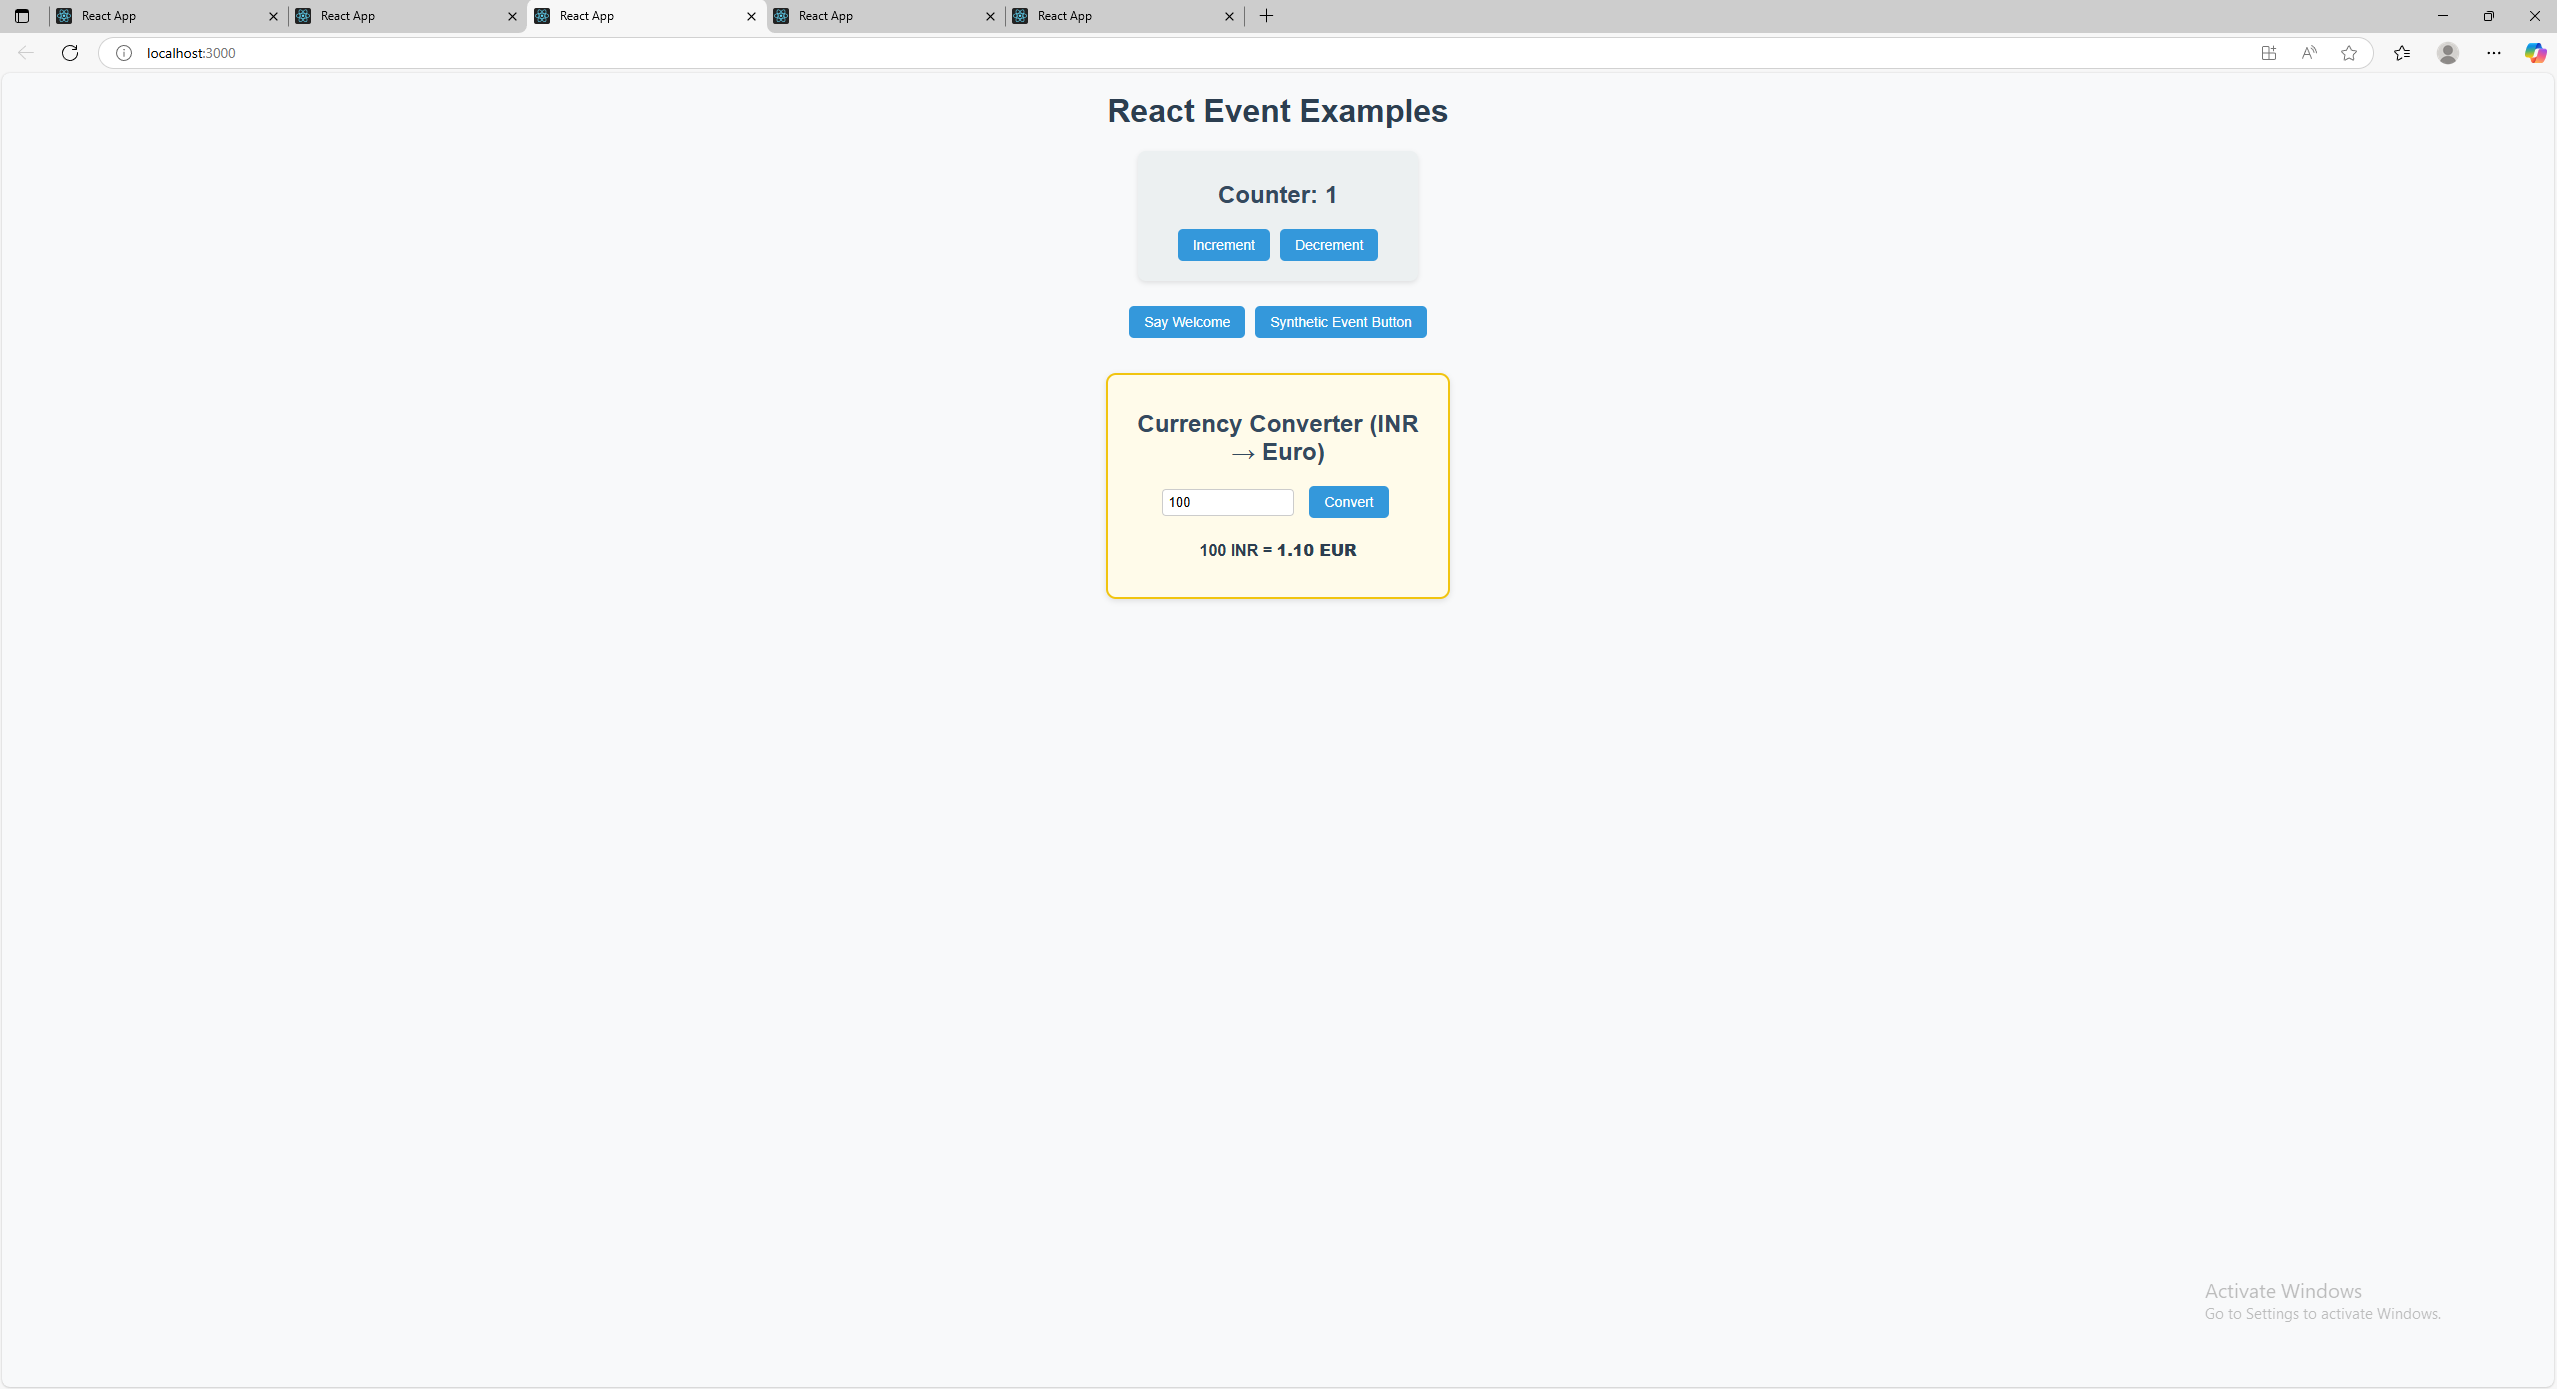 React App
React App
React App
React App
React App
localhost:3000
React Event Examples
Counter: 1
Increment
Decrement
Say Welcome
Synthetic Event Button
Currency Converter (INR
→ Euro)
100
Convert
100 INR = 1.10 EUR
Activate Windows
Go to Settings to activate Windows.